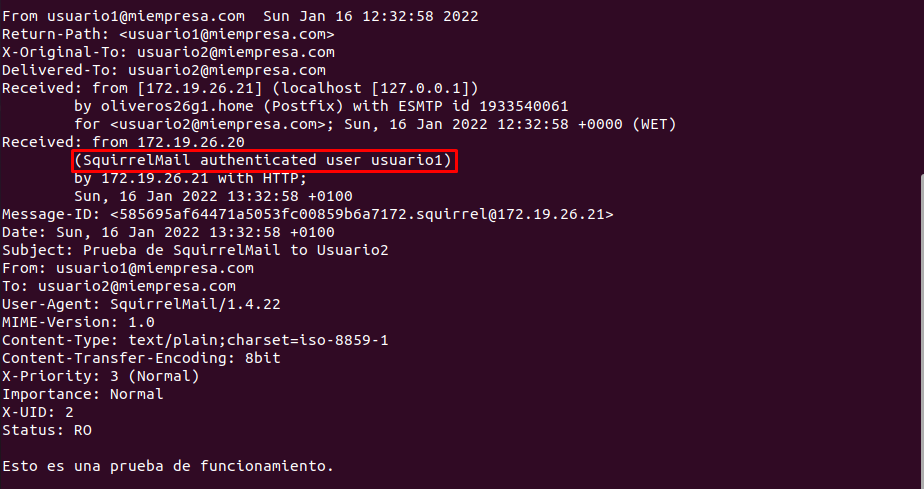 From usuario1@miempresa.com  Sun Jan 16 12:32:58 2022
Return-Path: <usuario1@miempresa.com>
X-Original-To: usuario2@miempresa.com
Delivered-To: usuario2@miempresa.com
Received: from [172.19.26.21] (localhost [127.0.0.1])
        by oliveros26g1.home (Postfix) with ESMTP id 1933540061
        for <usuario2@miempresa.com>; Sun, 16 Jan 2022 12:32:58 +0000 (WET)
Received: from 172.19.26.20
        (SquirrelMail authenticated user usuario1)
        by 172.19.26.21 with HTTP;
        Sun, 16 Jan 2022 13:32:58 +0100
Message-ID: <585695af64471a5053fc00859b6a7172.squirrel@172.19.26.21>
Date: Sun, 16 Jan 2022 13:32:58 +0100
Subject: Prueba de SquirrelMail to Usuario2
From: usuario1@miempresa.com
To: usuario2@miempresa.com
User-Agent: SquirrelMail/1.4.22
MIME-Version: 1.0
Content-Type: text/plain;charset=iso-8859-1
Content-Transfer-Encoding: 8bit
X-Priority: 3 (Normal)
Importance: Normal
X-UID: 2
Status: RO

Esto es una prueba de funcionamiento.